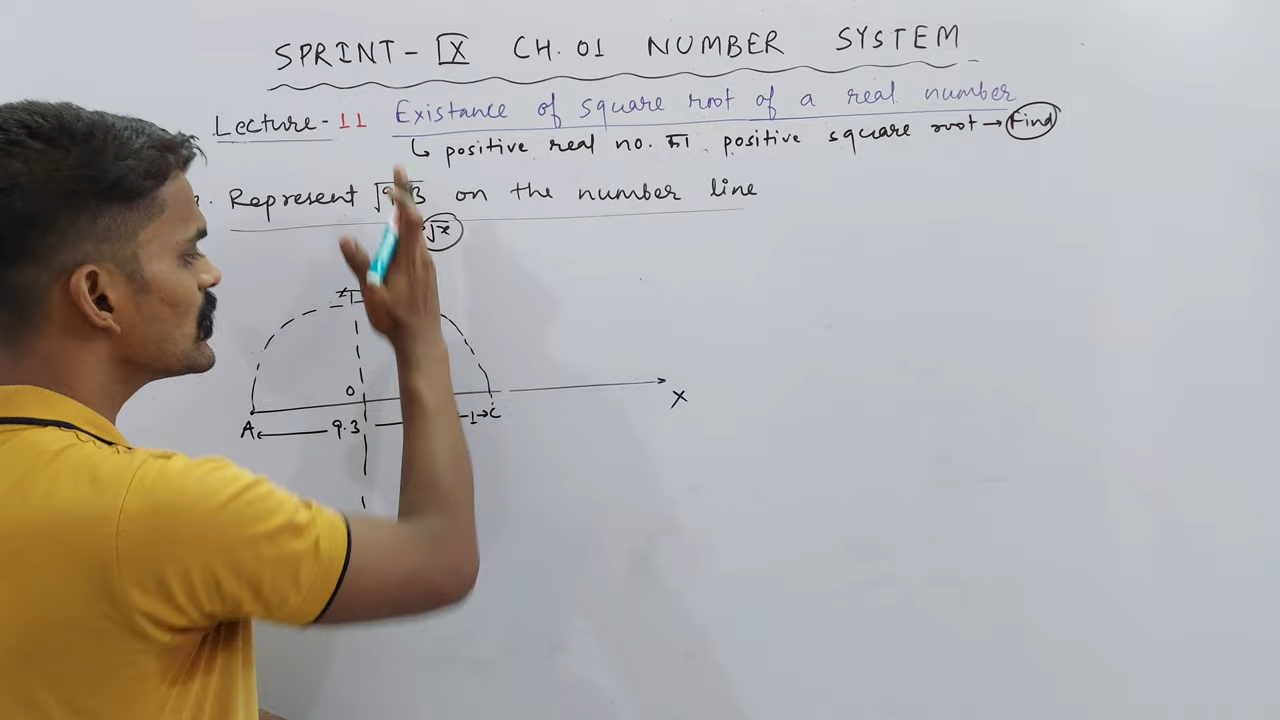 SPRINT-IX CH.01 NUMBER SYSTEM
Lecture-11 Existance of square root of a real number
↳ positive real no. positive square root → Find
Represent on the number line
√x
O
X
A 9.3 1 C